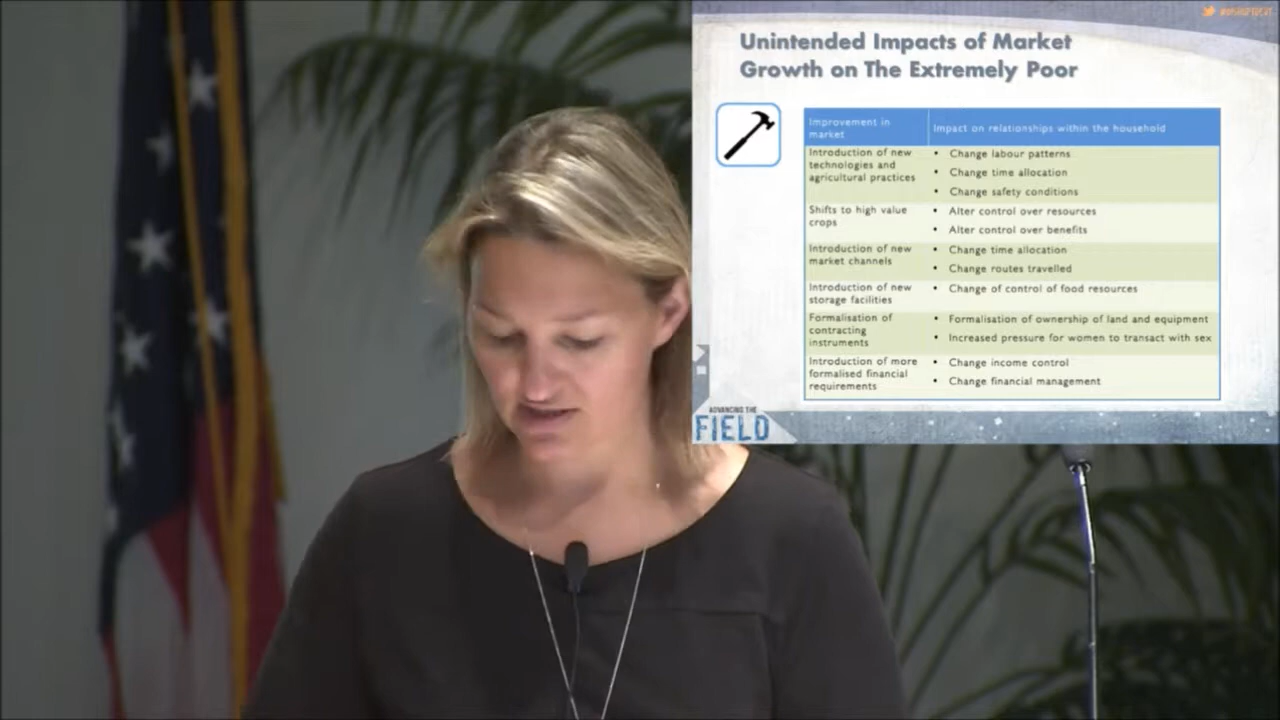 Unintended Impacts of Market
Growth on The Extremely Poor
Improvement in
market
Impact on relationships within the household
Introduction of new
technologies and
agricultural practices
• Change labour patterns
• Change time allocation
• Change safety conditions
Shifts to high value
crops
• Alter control over resources
• Alter control over benefits
Introduction of new
market channels
• Change time allocation
• Change routes travelled
Introduction of new
storage facilities
• Change of control of food resources
Formalisation of
contracting
instruments
• Formalisation of ownership of land and equipment
• Increased pressure for women to transact with sex
Introduction of more
formalised financial
requirements
• Change income control
• Change financial management
ADVANCING THE
FIELD